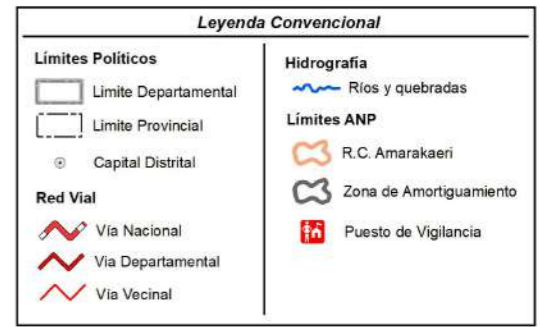 Leyenda Convencional
Límites Políticos
Limite Departamental
Limite Provincial
Capital Distrital
Red Vial
Vía Nacional
Via Departamental
Vía Vecinal
Hidrografía
Ríos y quebradas
Límites ANP
R.C. Amarakaeri
Zona de Amortiguamiento
Puesto de Vigilancia